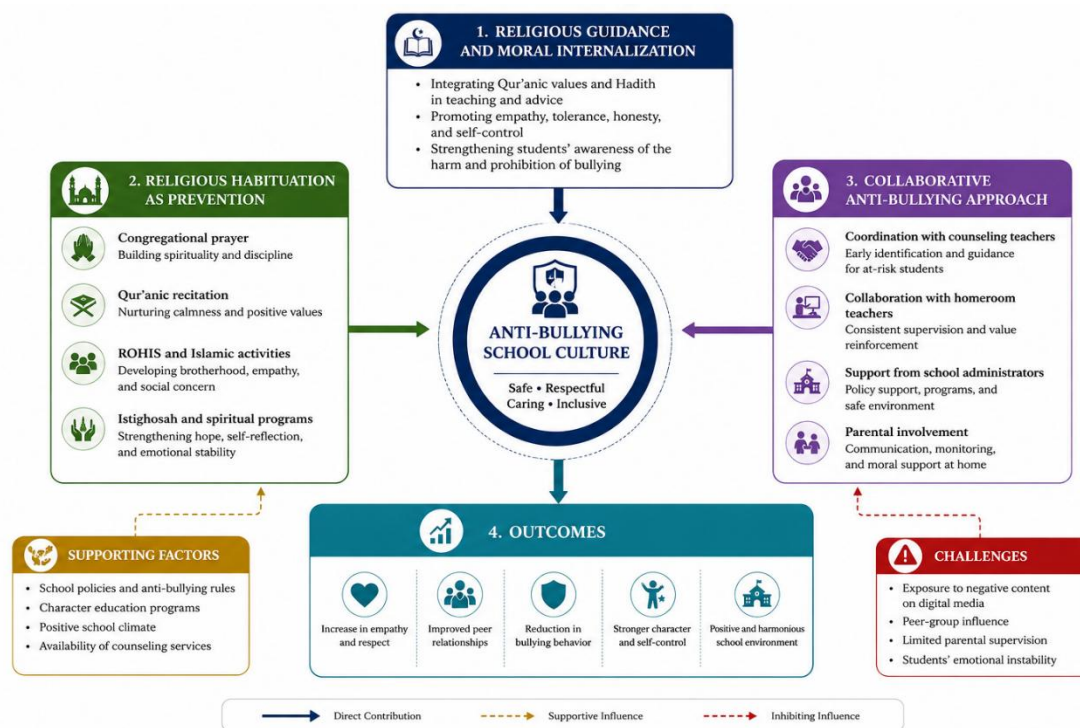 1. RELIGIOUS GUIDANCE
AND MORAL INTERNALIZATION
• Integrating Qur'anic values and Hadith
in teaching and advice
• Promoting empathy, tolerance, honesty,
and self-control
• Strengthening students' awareness of the
harm and prohibition of bullying
2. RELIGIOUS HABITUATION
AS PREVENTION
Congregational prayer
Building spirituality and discipline
Qur'anic recitation
Nurturing calmness and positive values
ROHIS and Islamic activities
Developing brotherhood, empathy,
and social concern
Istighosah and spiritual programs
Strengthening hope, self-reflection,
and emotional stability
ANTI-BULLYING
SCHOOL CULTURE
Safe • Respectful
Caring • Inclusive
3. COLLABORATIVE
ANTI-BULLYING APPROACH
Coordination with counseling teachers
Early identification and guidance
for at-risk students
Collaboration with homeroom
teachers
Consistent supervision and value
reinforcement
Support from school administrators
Policy support, programs, and
safe environment
Parental involvement
Communication, monitoring,
and moral support at home
SUPPORTING FACTORS
• School policies and anti-bullying rules
• Character education programs
• Positive school climate
• Availability of counseling services
4. OUTCOMES
Increase in empathy
and respect
Improved peer
relationships
Reduction in
bullying behavior
Stronger character
and self-control
Positive and harmonious
school environment
CHALLENGES
• Exposure to negative content
on digital media
• Peer-group influence
• Limited parental supervision
• Students' emotional instability
Direct Contribution
Supportive Influence
Inhibiting Influence